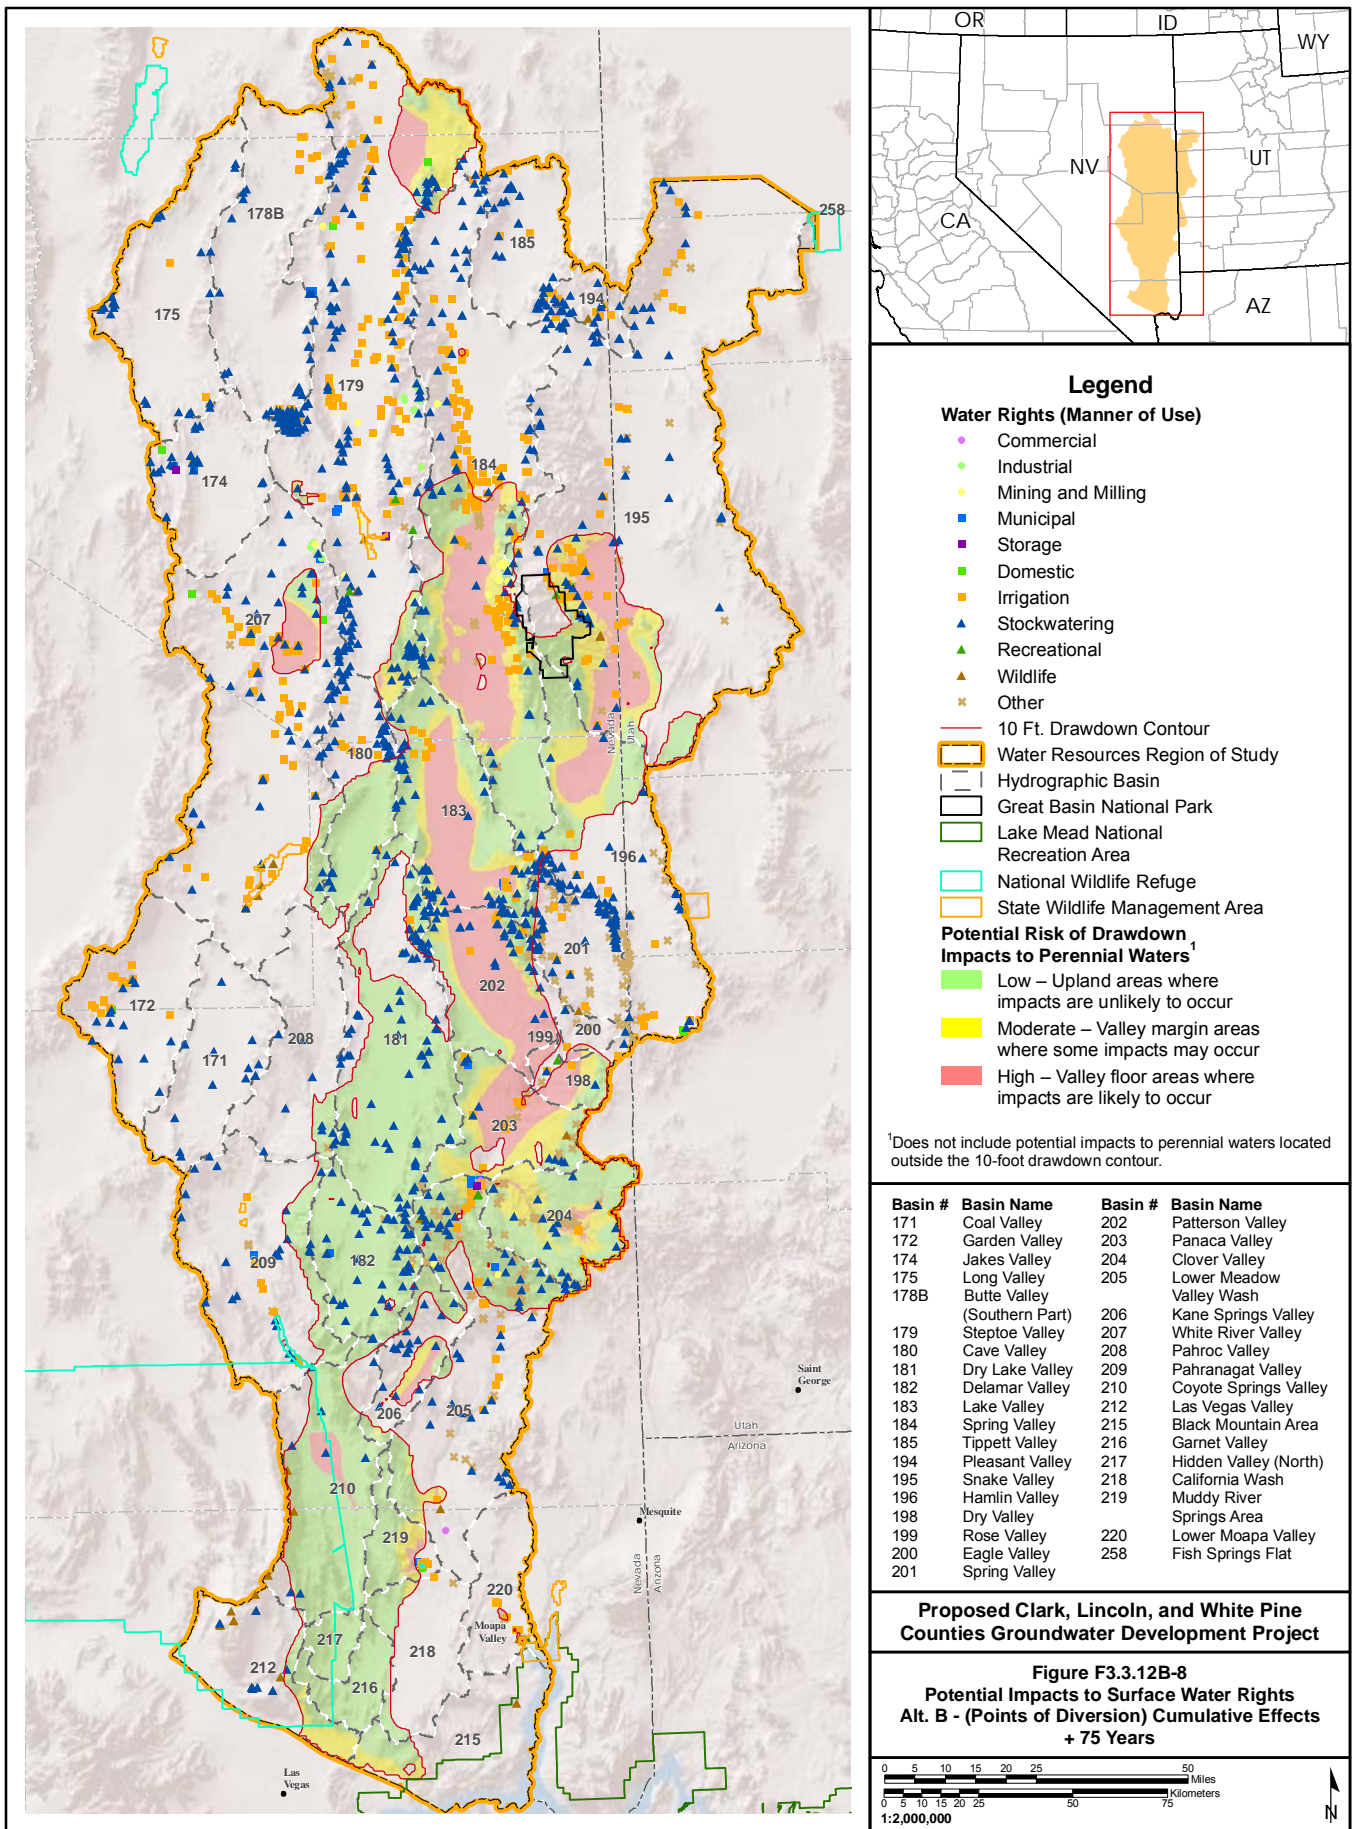 OR
ID
WY
NV
UT
CA
AZ
258
178B
185
175
194
179
174
184
195
207
180
Nevada
Utah
183
196
201
202
172
199
200
208
181
171
198
203
204
209
182
Saint
George
206
205
Utah
Arizona
210
Mesquite
219
Nevada
Arizona
220
Moapa
Valley
217
218
212
216
215
Las
Vegas
Legend
Water Rights (Manner of Use)
Commercial
Industrial
Mining and Milling
Municipal
Storage
Domestic
Irrigation
Stockwatering
Recreational
Wildlife
Other
10 Ft. Drawdown Contour
Water Resources Region of Study
Hydrographic Basin
Great Basin National Park
Lake Mead National
Recreation Area
National Wildlife Refuge
State Wildlife Management Area
Potential Risk of Drawdown
Impacts to Perennial Waters1
Low – Upland areas where
impacts are unlikely to occur
Moderate – Valley margin areas
where some impacts may occur
High – Valley floor areas where
impacts are likely to occur
1Does not include potential impacts to perennial waters located
outside the 10-foot drawdown contour.
Basin # Basin Name Basin # Basin Name
171 Coal Valley 202 Patterson Valley
172 Garden Valley 203 Panaca Valley
174 Jakes Valley 204 Clover Valley
175 Long Valley 205 Lower Meadow
178B Butte Valley Valley Wash
(Southern Part) 206 Kane Springs Valley
179 Steptoe Valley 207 White River Valley
180 Cave Valley 208 Pahroc Valley
181 Dry Lake Valley 209 Pahranagat Valley
182 Delamar Valley 210 Coyote Springs Valley
183 Lake Valley 212 Las Vegas Valley
184 Spring Valley 215 Black Mountain Area
185 Tippett Valley 216 Garnet Valley
194 Pleasant Valley 217 Hidden Valley (North)
195 Snake Valley 218 California Wash
196 Hamlin Valley 219 Muddy River
198 Dry Valley Springs Area
199 Rose Valley 220 Lower Moapa Valley
200 Eagle Valley 258 Fish Springs Flat
201 Spring Valley
Proposed Clark, Lincoln, and White Pine
Counties Groundwater Development Project
Figure F3.3.12B-8
Potential Impacts to Surface Water Rights
Alt. B - (Points of Diversion) Cumulative Effects
+ 75 Years
0 5 10 15 20 25 50
Miles
Kilometers
0 5 10 15 20 25 50 75
1:2,000,000
N